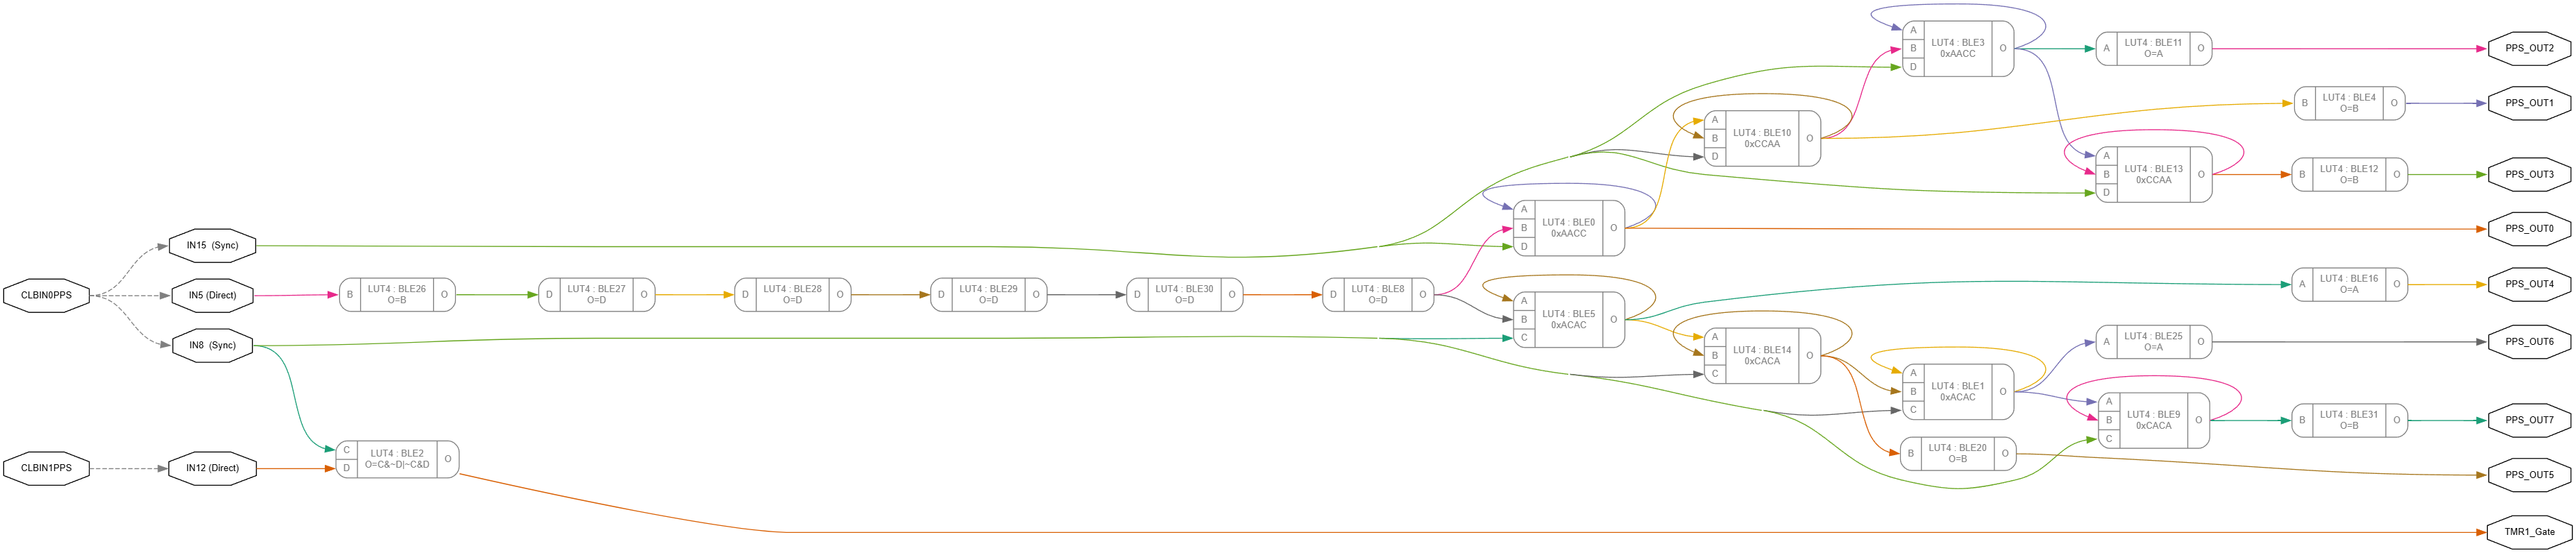 A
B
D
LUT4 : BLE3
0xAACC
O
A
LUT4 : BLE11
O=A
O
PPS_OUT2
B
LUT4 : BLE4
O=B
O
PPS_OUT1
A
B
D
LUT4 : BLE10
0xCCAA
O
A
B
D
LUT4 : BLE13
0xCCAA
O
B
LUT4 : BLE12
O=B
O
PPS_OUT3
A
B
D
LUT4 : BLE0
0xAACC
O
PPS_OUT0
IN15 (Sync)
CLBIN0PPS
IN5 (Direct)
B
LUT4 : BLE26
O=B
O
D
LUT4 : BLE27
O=D
O
D
LUT4 : BLE28
O=D
O
D
LUT4 : BLE29
O=D
O
D
LUT4 : BLE30
O=D
O
D
LUT4 : BLE8
O=D
O
A
B
C
LUT4 : BLE5
0xACAC
O
A
LUT4 : BLE16
O=A
O
PPS_OUT4
IN8 (Sync)
A
B
C
LUT4 : BLE14
0xCACA
O
A
LUT4 : BLE25
O=A
O
PPS_OUT6
A
B
C
LUT4 : BLE1
0xACAC
O
A
B
C
LUT4 : BLE9
0xCACA
O
B
LUT4 : BLE31
O=B
O
PPS_OUT7
B
LUT4 : BLE20
O=B
O
PPS_OUT5
CLBIN1PPS
IN12 (Direct)
C
D
LUT4 : BLE2
O=C&~D|~C&D
O
TMR1_Gate